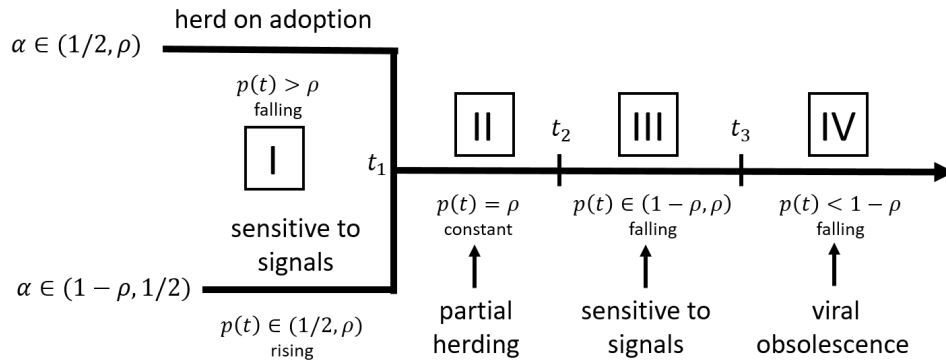 herd on adoption
α ∈ (1/2, ρ)
p(t) > ρ
falling
I
II
III
IV
t₁
t₂
t₃
sensitive to
signals
p(t) = ρ
constant
p(t) ∈ (1 − ρ, ρ)
falling
p(t) < 1 − ρ
falling
α ∈ (1 − ρ, 1/2)
p(t) ∈ (1/2, ρ)
rising
partial
herding
sensitive to
signals
viral
obsolescence